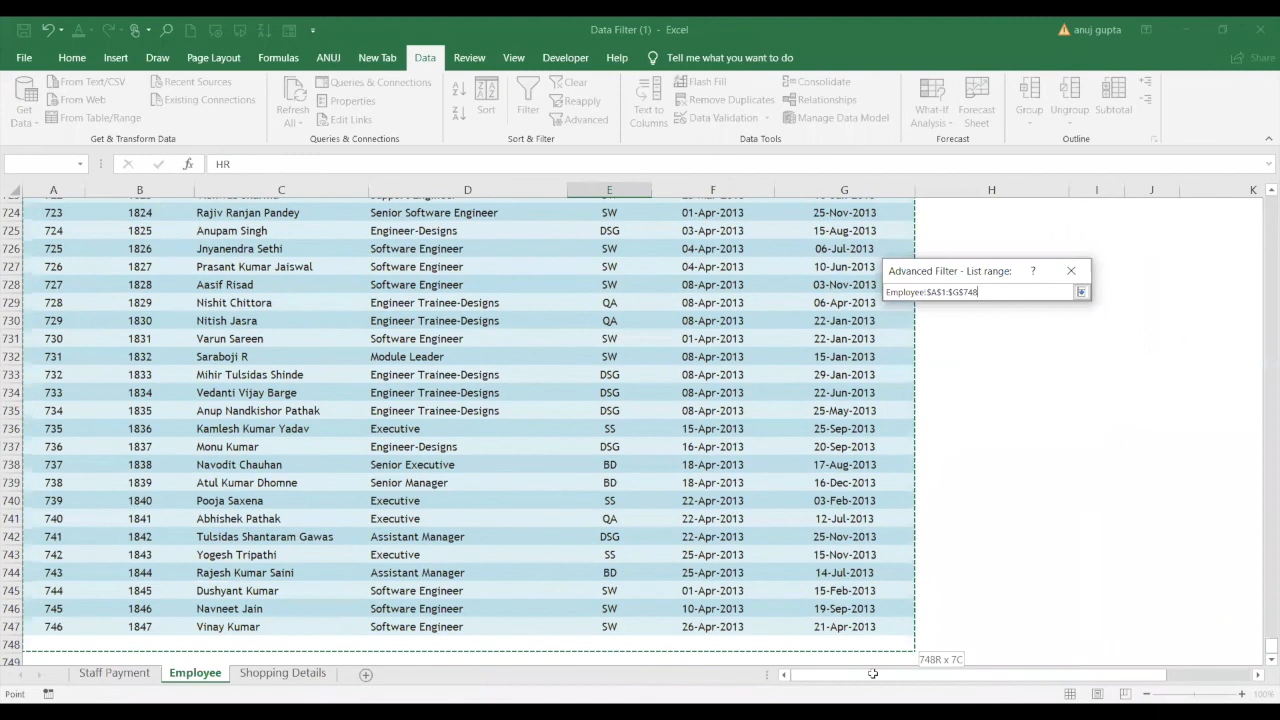 Data Filter (1) - Excel
anuj gupta
File Home Insert Draw Page Layout Formulas ANUJ New Tab Data Review View Developer Help Tell me what you want to do Share
From Text/CSV Recent Sources Queries & Connections Clear Flash Fill Consolidate
From Web Existing Connections Properties Reapply Remove Duplicates Relationships
From Table/Range Edit Links Advanced Data Validation Manage Data Model
Get Data Refresh All Sort Filter Text to Columns What-If Analysis Forecast Sheet Group Ungroup Subtotal
Get & Transform Data Queries & Connections Sort & Filter Data Tools Forecast Outline
fx HR
A B C D E F G H I J K
724 723 1824 Rajiv Ranjan Pandey Senior Software Engineer SW 01-Apr-2013 25-Nov-2013
725 724 1825 Anupam Singh Engineer-Designs DSG 03-Apr-2013 15-Aug-2013
726 725 1826 Jnyanendra Sethi Software Engineer SW 04-Apr-2013 06-Jul-2013
727 726 1827 Prasant Kumar Jaiswal Software Engineer SW 04-Apr-2013 10-Jun-2013
728 727 1828 Aasif Risad Software Engineer SW 08-Apr-2013 03-Nov-2013
729 728 1829 Nishit Chittora Engineer Trainee-Designs QA 08-Apr-2013 06-Apr-2013
730 729 1830 Nitish Jasra Engineer Trainee-Designs QA 08-Apr-2013 22-Jan-2013
731 730 1831 Varun Sareen Software Engineer SW 01-Apr-2013 22-Jan-2013
732 731 1832 Saraboji R Module Leader SW 08-Apr-2013 15-Jan-2013
733 732 1833 Mihir Tulsidas Shinde Engineer Trainee-Designs DSG 08-Apr-2013 29-Jan-2013
734 733 1834 Vedanti Vijay Barge Engineer Trainee-Designs DSG 08-Apr-2013 22-Jun-2013
735 734 1835 Anup Nandkishor Pathak Engineer Trainee-Designs DSG 08-Apr-2013 25-May-2013
736 735 1836 Kamlesh Kumar Yadav Executive SS 15-Apr-2013 25-Sep-2013
737 736 1837 Monu Kumar Engineer-Designs DSG 16-Apr-2013 20-Sep-2013
738 737 1838 Navodit Chauhan Senior Executive BD 18-Apr-2013 17-Aug-2013
739 738 1839 Atul Kumar Dhomne Senior Manager BD 18-Apr-2013 16-Dec-2013
740 739 1840 Pooja Saxena Executive SS 22-Apr-2013 03-Feb-2013
741 740 1841 Abhishek Pathak Executive QA 22-Apr-2013 12-Jul-2013
742 741 1842 Tulsidas Shantaram Gawas Assistant Manager DSG 22-Apr-2013 25-Nov-2013
743 742 1843 Yogesh Tripathi Executive SS 25-Apr-2013 15-Nov-2013
744 743 1844 Rajesh Kumar Saini Assistant Manager BD 25-Apr-2013 14-Jul-2013
745 744 1845 Dushyant Kumar Software Engineer SW 01-Apr-2013 15-Feb-2013
746 745 1846 Navneet Jain Software Engineer SW 10-Apr-2013 19-Sep-2013
747 746 1847 Vinay Kumar Software Engineer SW 26-Apr-2013 21-Apr-2013
748
749
Advanced Filter - List range: ?
Employee!$A$1:$G$748
748R x 7C
Staff Payment Employee Shopping Details
Point 100%